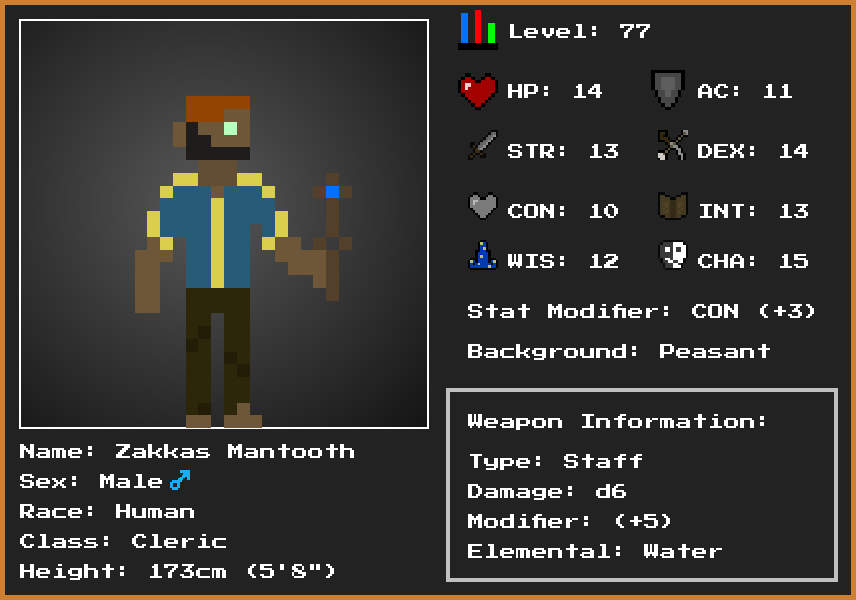 Level: 77
HP: 14
AC: 11
STR: 13
DEX: 14
CON: 10
INT: 13
WIS: 12
CHA: 15
Stat Modifier: CON (+3)
Background: Peasant
Weapon Information:
Type: Staff
Damage: d6
Modifier: (+5)
Elemental: Water
Name: Zakkas Mantooth
Sex: Male♂
Race: Human
Class: Cleric
Height: 173cm (5'8")